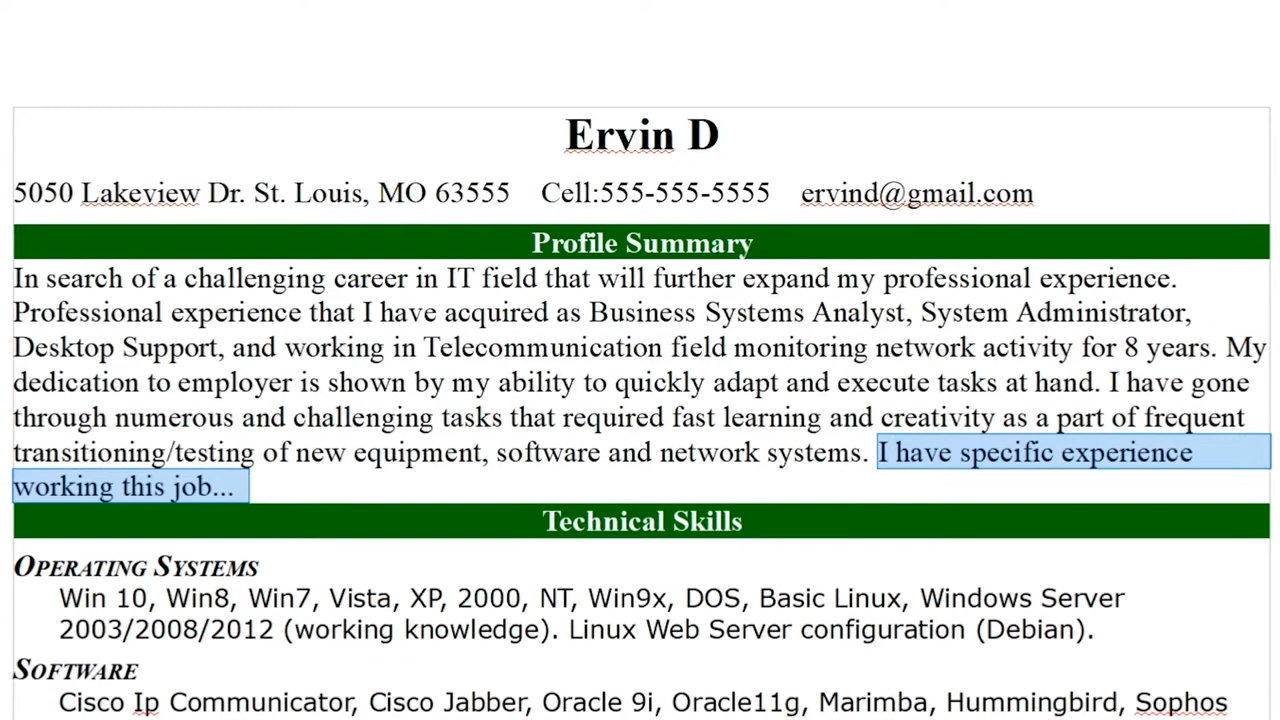 Ervin D
5050 Lakeview Dr. St. Louis, MO 63555 Cell:555-555-5555 ervind@gmail.com
Profile Summary
In search of a challenging career in IT field that will further expand my professional experience.
Professional experience that I have acquired as Business Systems Analyst, System Administrator,
Desktop Support, and working in Telecommunication field monitoring network activity for 8 years. My
dedication to employer is shown by my ability to quickly adapt and execute tasks at hand. I have gone
through numerous and challenging tasks that required fast learning and creativity as a part of frequent
transitioning/testing of new equipment, software and network systems. I have specific experience
working this job...
Technical Skills
OPERATING SYSTEMS
Win 10, Win8, Win7, Vista, XP, 2000, NT, Win9x, DOS, Basic Linux, Windows Server
2003/2008/2012 (working knowledge). Linux Web Server configuration (Debian).
SOFTWARE
Cisco Ip Communicator, Cisco Jabber, Oracle 9i, Oracle11g, Marimba, Hummingbird, Sophos